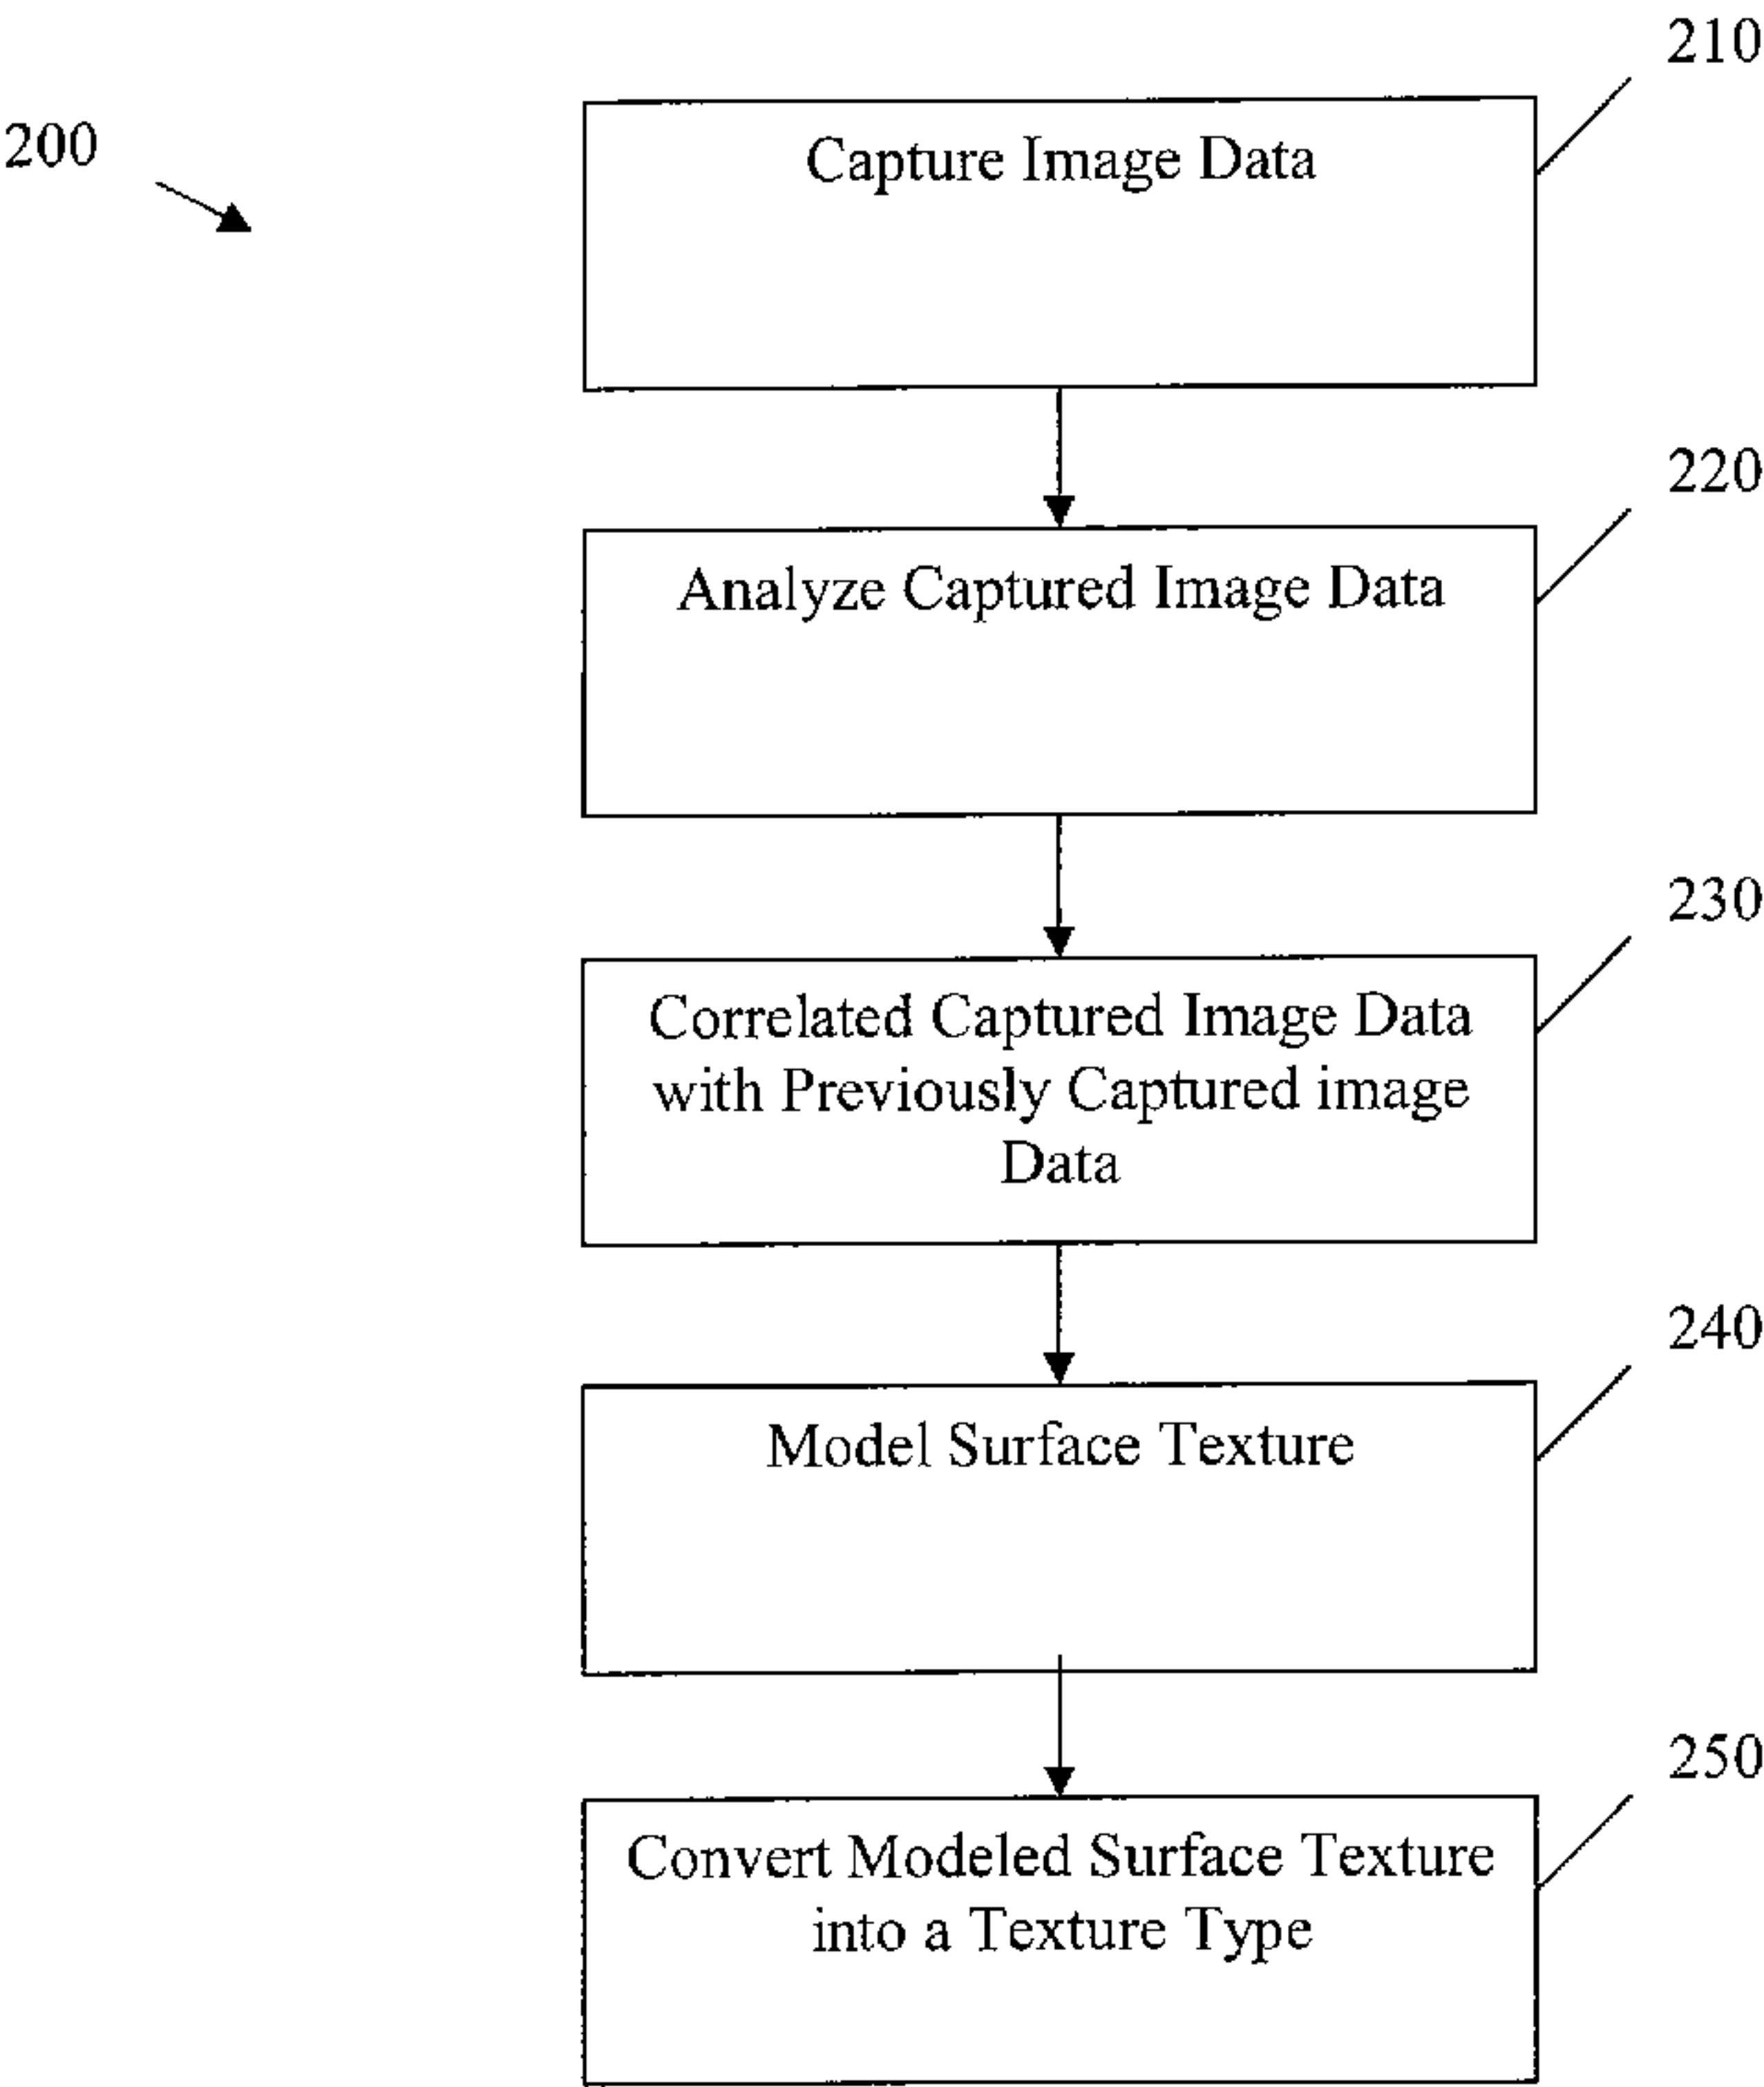 210
200
Capture Image Data
220
Analyze Captured Image Data
230
Correlated Captured Image Data
with Previously Captured image
Data
240
Model Surface Texture
250
Convert Modeled Surface Texture
into a Texture Type